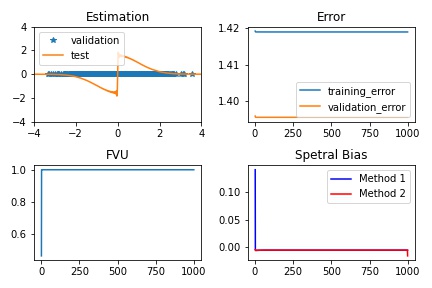 Estimation
4
2
0
−2
−4
−4 −2 0 2 4
validation
test
Error
1.42
1.41
1.40
0 250 500 750 1000
training_error
validation_error
FVU
1.0
0.8
0.6
0 250 500 750 1000
Spetral Bias
0.10
0.05
0.00
0 250 500 750 1000
Method 1
Method 2